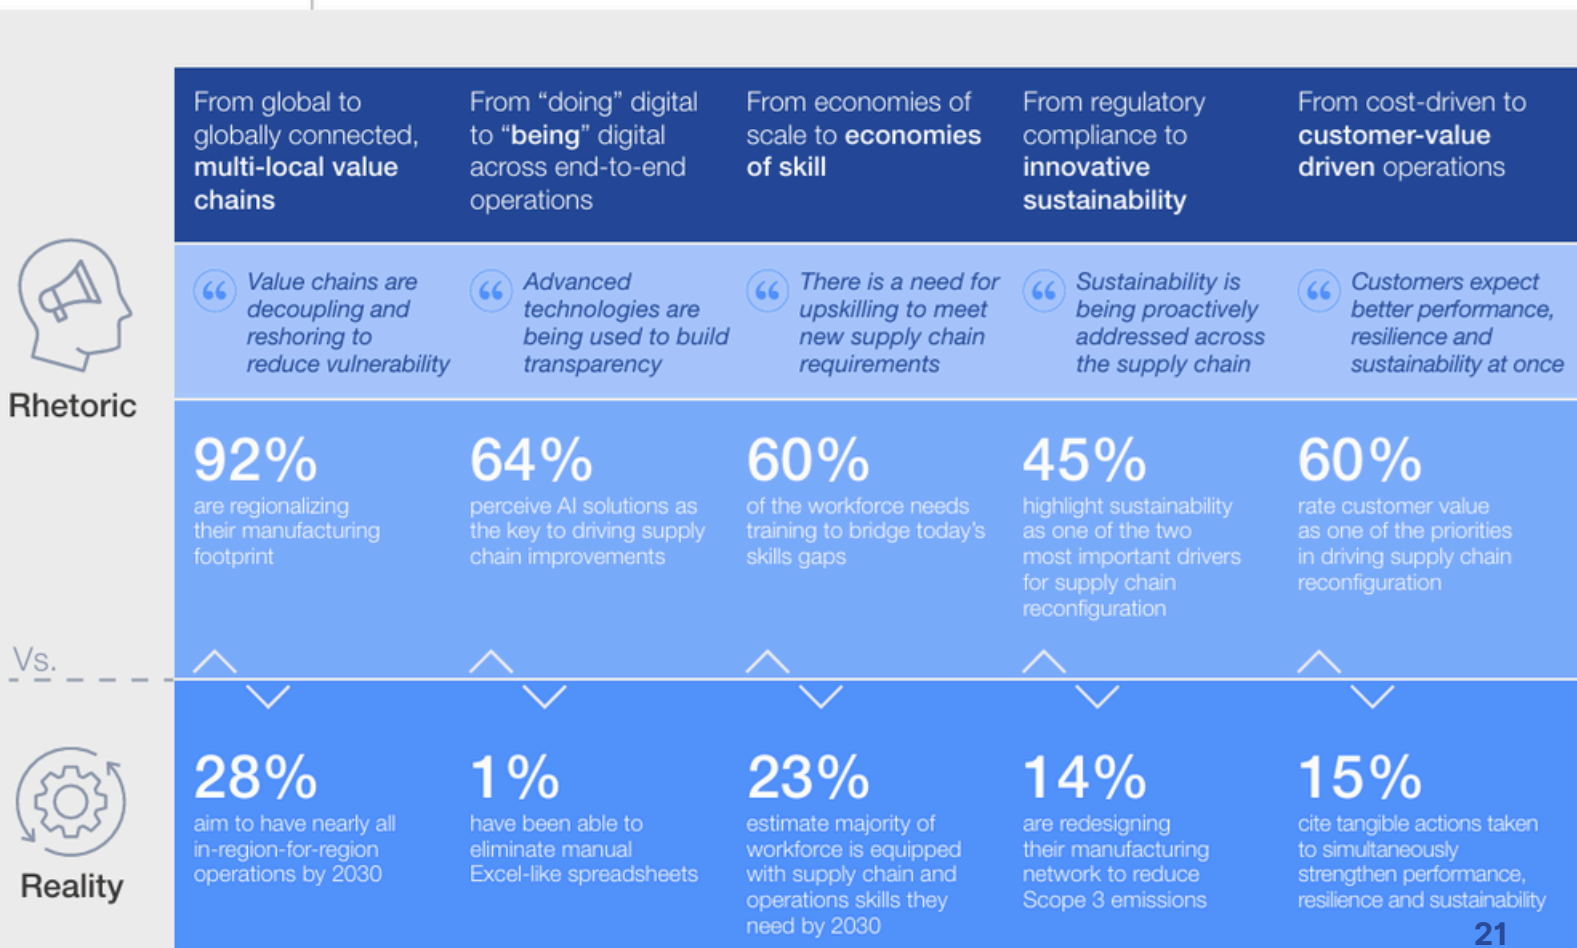 From global to
globally connected,
multi-local value
chains
From “doing” digital
to “being” digital
across end-to-end
operations
From economies of
scale to economies
of skill
From regulatory
compliance to
innovative
sustainability
From cost-driven to
customer-value
driven operations
Rhetoric
“ Value chains are
decoupling and
reshoring to
reduce vulnerability
“ Advanced
technologies are
being used to build
transparency
“ There is a need for
upskilling to meet
new supply chain
requirements
“ Sustainability is
being proactively
addressed across
the supply chain
“ Customers expect
better performance,
resilience and
sustainability at once
92%
are regionalizing
their manufacturing
footprint
64%
perceive AI solutions as
the key to driving supply
chain improvements
60%
of the workforce needs
training to bridge today’s
skills gaps
45%
highlight sustainability
as one of the two
most important drivers
for supply chain
reconfiguration
60%
rate customer value
as one of the priorities
in driving supply chain
reconfiguration
Vs.
Reality
28%
aim to have nearly all
in-region-for-region
operations by 2030
1%
have been able to
eliminate manual
Excel-like spreadsheets
23%
estimate majority of
workforce is equipped
with supply chain and
operations skills they
need by 2030
14%
are redesigning
their manufacturing
network to reduce
Scope 3 emissions
15%
cite tangible actions taken
to simultaneously
strengthen performance,
resilience and sustainability
21